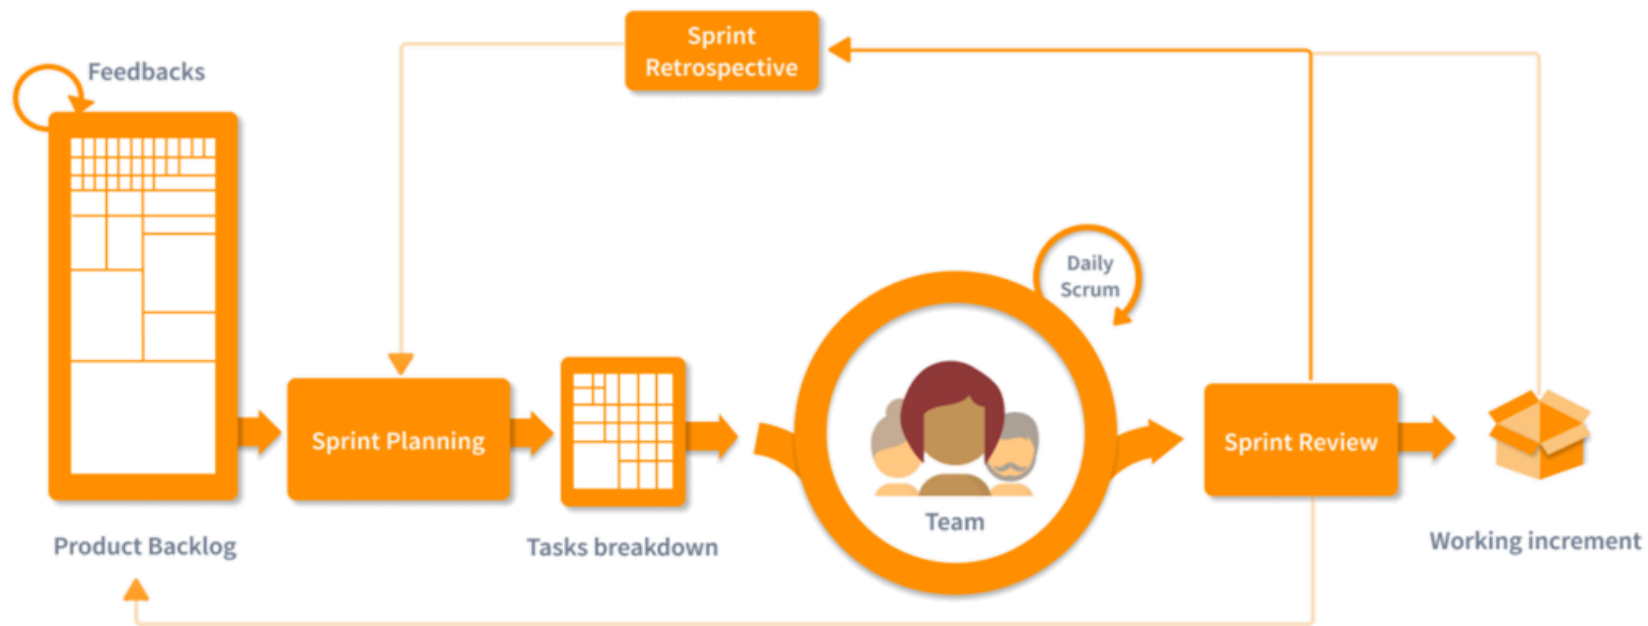 Sprint
Retrospective
Feedbacks
Daily
Scrum
Sprint Planning
Team
Sprint Review
Product Backlog
Tasks breakdown
Working increment